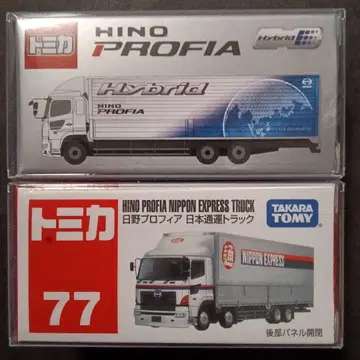 トミカ
HINO
PROFIA
Hybrid
Hybrid
HINO
PROFIA
トミカ
77
HINO PROFIA NIPPON EXPRESS TRUCK
日野プロフィア 日本通運トラック
TAKARA
TOMY
通 NIPPON EXPRESS
後部パネル開閉